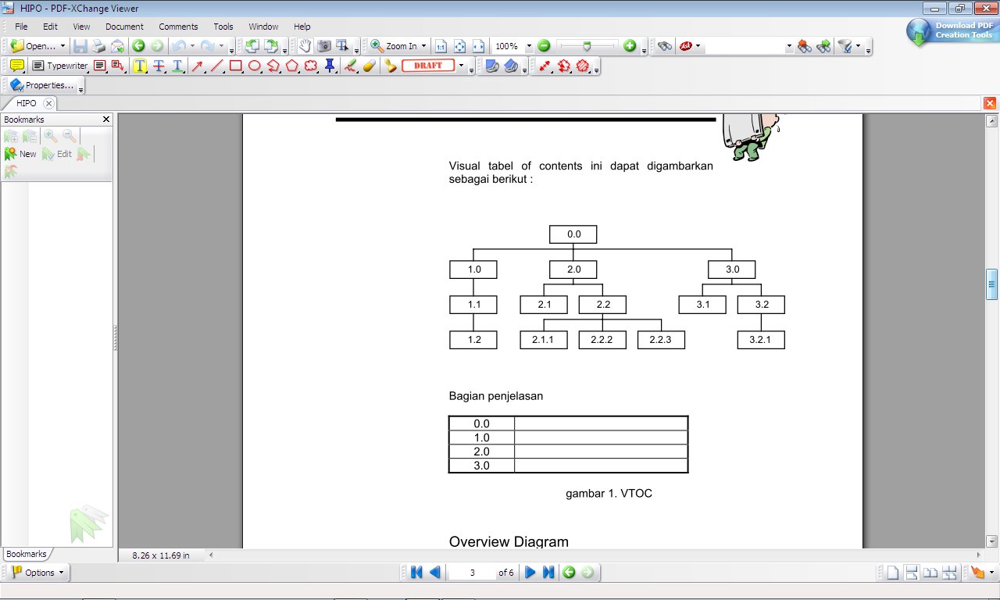 HIPO - PDF-XChange Viewer
File Edit View Document Comments Tools Window Help
Download PDF
Creation Tools
Open... Zoom In 100%
Typewriter DRAFT
Properties...
HIPO
Bookmarks
New Edit
Visual tabel of contents ini dapat digambarkan
sebagai berikut :
0.0
1.0 2.0 3.0
1.1 2.1 2.2 3.1 3.2
1.2 2.1.1 2.2.2 2.2.3 3.2.1
Bagian penjelasan
0.0
1.0
2.0
3.0
gambar 1. VTOC
Overview Diagram
Bookmarks
8.26 x 11.69 in
Options 3 of 6